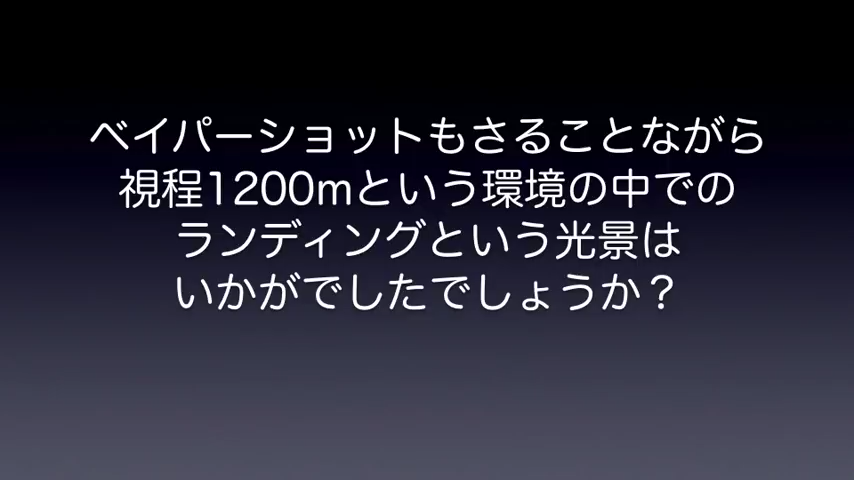 ベイパーショットもさることながら
視程1200mという環境の中での
ランディングという光景は
いかがでしたでしょうか？